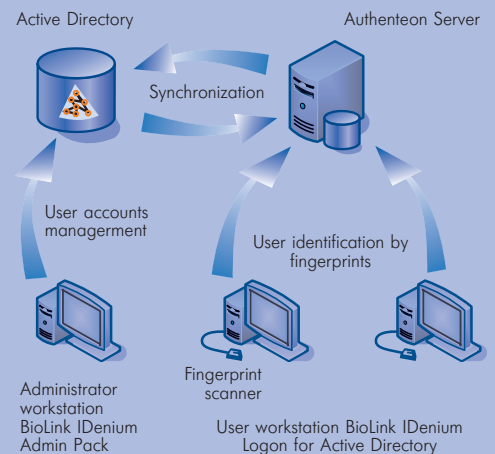 Active Directory
Authenteon Server
Synchronization
User accounts
managerment
User identification by
fingerprints
Fingerprint
scanner
Administrator
workstation
BioLink IDenium
Admin Pack
User workstation BioLink IDenium
Logon for Active Directory